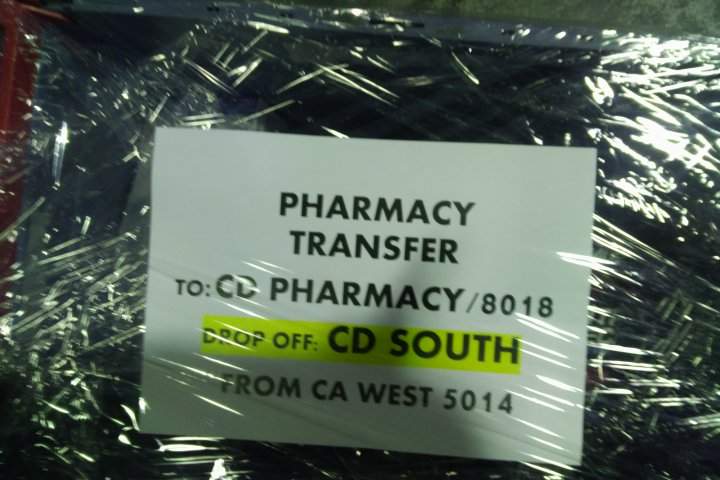 PHARMACY
TRANSFER
TO: CD PHARMACY/8018
DROP OFF: CD SOUTH
FROM CA WEST 5014